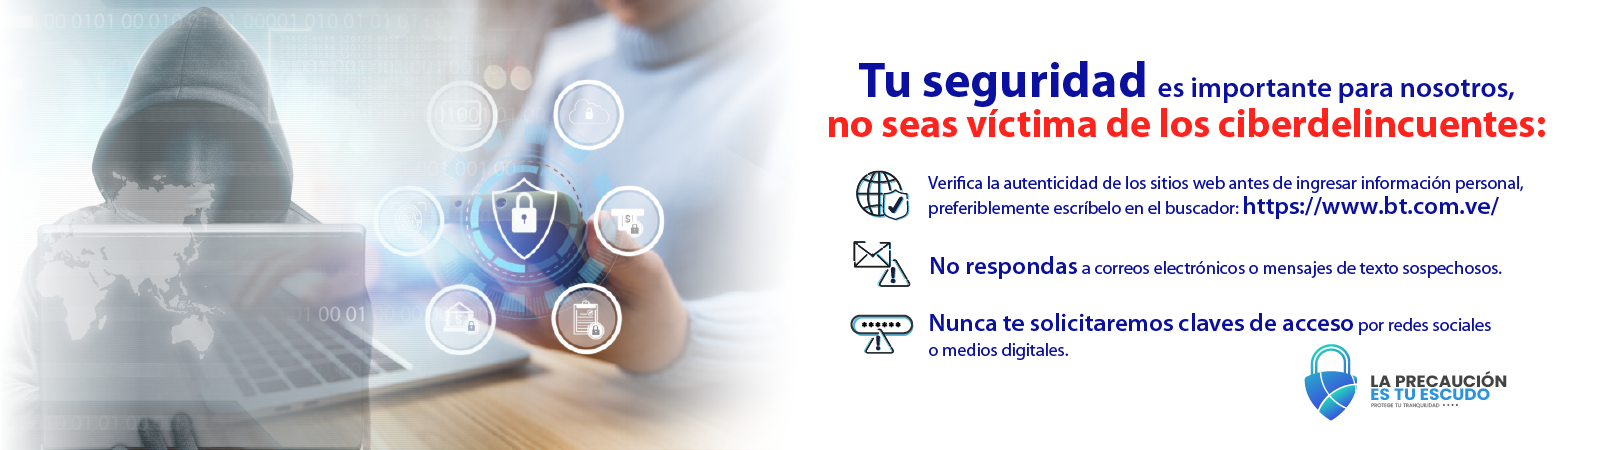 Tu seguridad es importante para nosotros,
no seas víctima de los ciberdelincuentes:
Verifica la autenticidad de los sitios web antes de ingresar información personal,
preferiblemente escríbelo en el buscador: https://www.bt.com.ve/
No respondas a correos electrónicos o mensajes de texto sospechosos.
Nunca te solicitaremos claves de acceso por redes sociales
o medios digitales.
LA PRECAUCIÓN
ES TU ESCUDO
PROTEGE TU TRANQUILIDAD